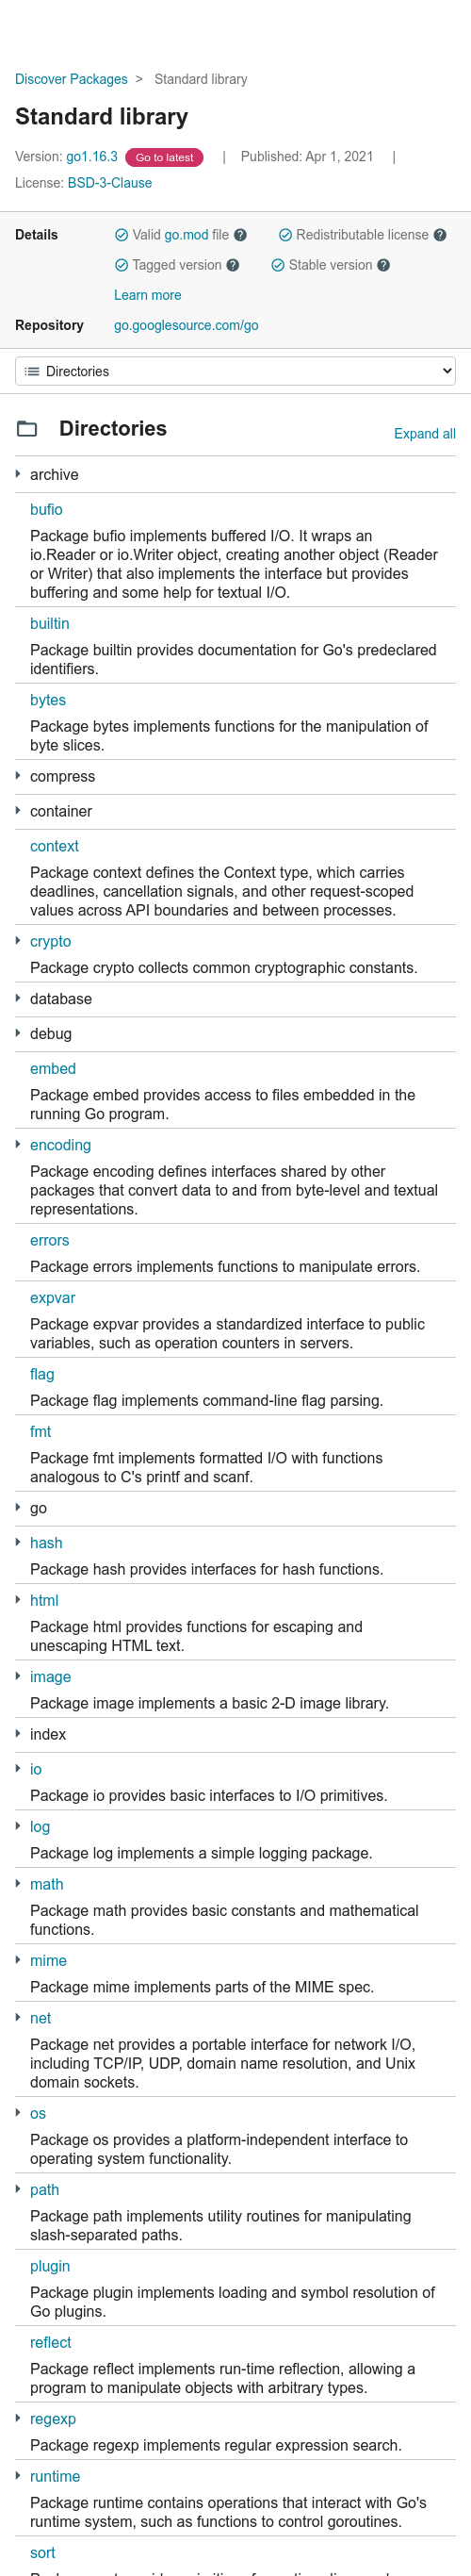 Discover Packages > Standard library
Standard library
Version: go1.16.3 Go to latest | Published: Apr 1, 2021 |
License: BSD-3-Clause
Details Valid go.mod file Redistributable license
Tagged version Stable version
Learn more
Repository go.googlesource.com/go
Directories
Directories Expand all
archive
bufio
Package bufio implements buffered I/O. It wraps an
io.Reader or io.Writer object, creating another object (Reader
or Writer) that also implements the interface but provides
buffering and some help for textual I/O.
builtin
Package builtin provides documentation for Go's predeclared
identifiers.
bytes
Package bytes implements functions for the manipulation of
byte slices.
compress
container
context
Package context defines the Context type, which carries
deadlines, cancellation signals, and other request-scoped
values across API boundaries and between processes.
crypto
Package crypto collects common cryptographic constants.
database
debug
embed
Package embed provides access to files embedded in the
running Go program.
encoding
Package encoding defines interfaces shared by other
packages that convert data to and from byte-level and textual
representations.
errors
Package errors implements functions to manipulate errors.
expvar
Package expvar provides a standardized interface to public
variables, such as operation counters in servers.
flag
Package flag implements command-line flag parsing.
fmt
Package fmt implements formatted I/O with functions
analogous to C's printf and scanf.
go
hash
Package hash provides interfaces for hash functions.
html
Package html provides functions for escaping and
unescaping HTML text.
image
Package image implements a basic 2-D image library.
index
io
Package io provides basic interfaces to I/O primitives.
log
Package log implements a simple logging package.
math
Package math provides basic constants and mathematical
functions.
mime
Package mime implements parts of the MIME spec.
net
Package net provides a portable interface for network I/O,
including TCP/IP, UDP, domain name resolution, and Unix
domain sockets.
os
Package os provides a platform-independent interface to
operating system functionality.
path
Package path implements utility routines for manipulating
slash-separated paths.
plugin
Package plugin implements loading and symbol resolution of
Go plugins.
reflect
Package reflect implements run-time reflection, allowing a
program to manipulate objects with arbitrary types.
regexp
Package regexp implements regular expression search.
runtime
Package runtime contains operations that interact with Go's
runtime system, such as functions to control goroutines.
sort